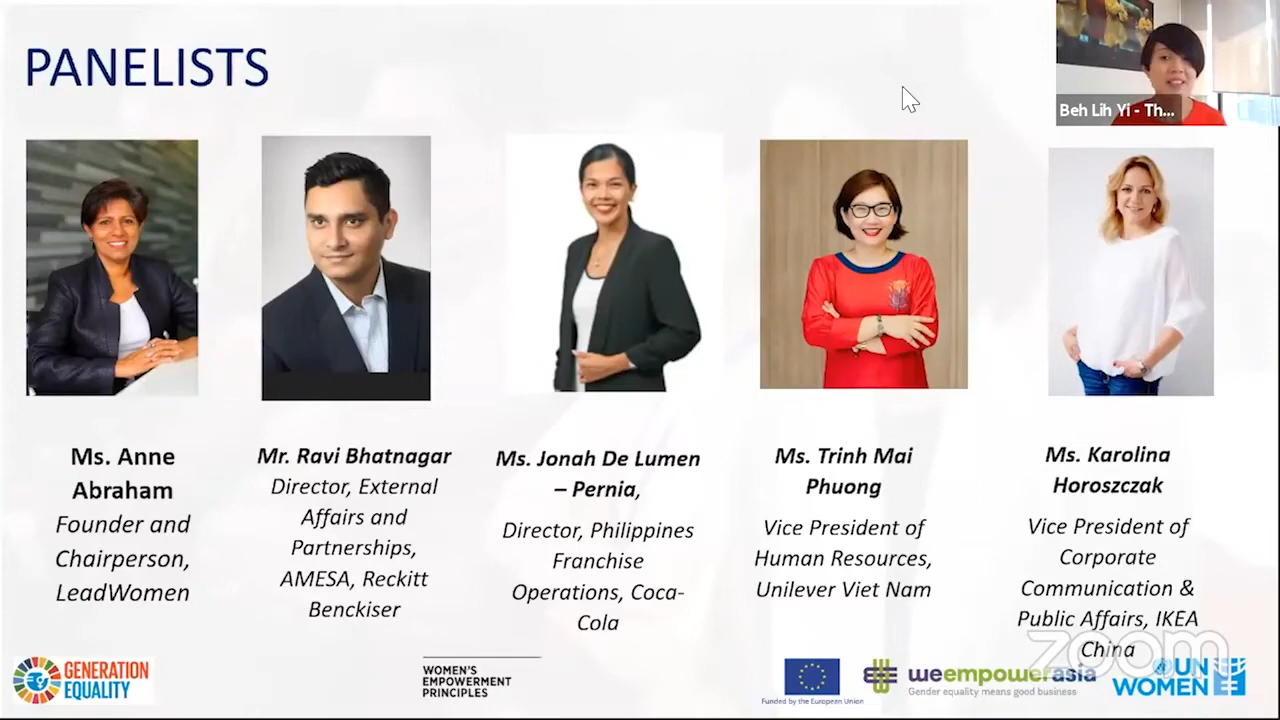 PANELISTS
Beh Lih Yi - Th...
Ms. Anne
Abraham
Founder and
Chairperson,
LeadWomen
Mr. Ravi Bhatnagar
Director, External
Affairs and
Partnerships,
AMESA, Reckitt
Benckiser
Ms. Jonah De Lumen
– Pernia,
Director, Philippines
Franchise
Operations, Coca-
Cola
Ms. Trinh Mai
Phuong
Vice President of
Human Resources,
Unilever Viet Nam
Ms. Karolina
Horoszczak
Vice President of
Corporate
Communication &
Public Affairs, IKEA
China
zoom
GENERATION
EQUALITY
WOMEN'S
EMPOWERMENT
PRINCIPLES
Funded by the European Union
weempowerasia
Gender equality means good business
UN
WOMEN